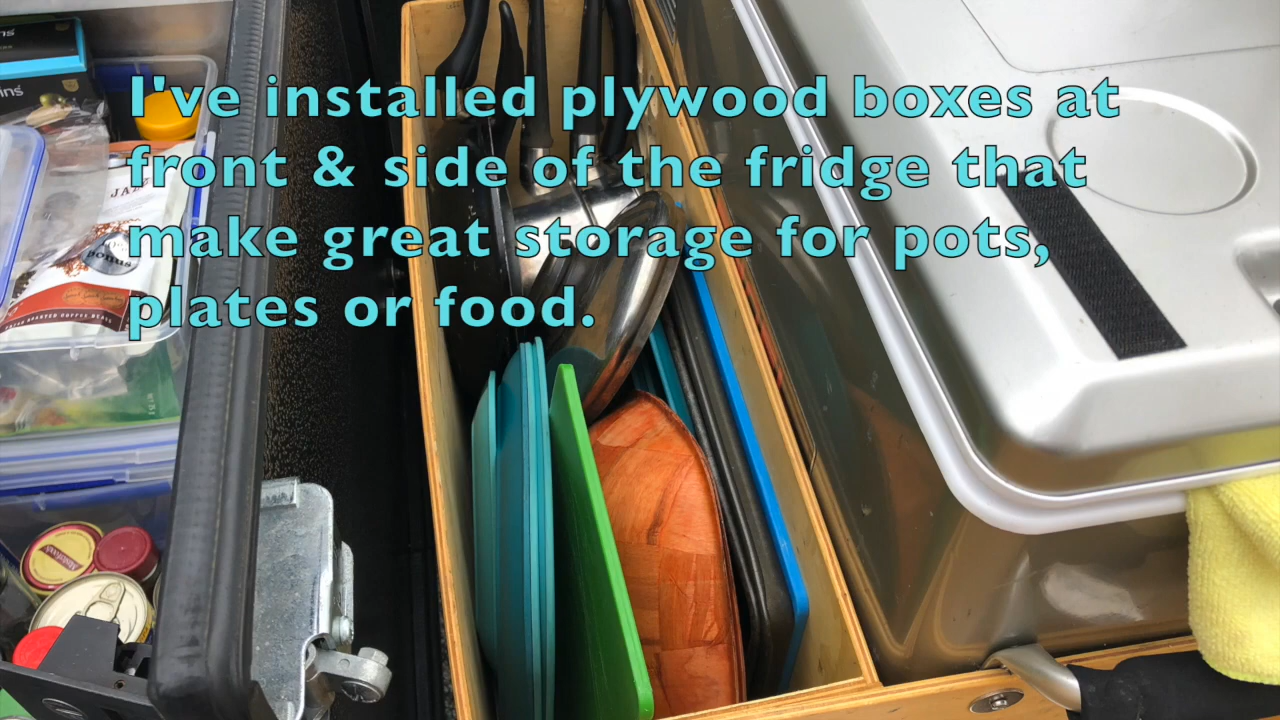 I've installed plywood boxes at
front & side of the fridge that
make great storage for pots,
plates or food.